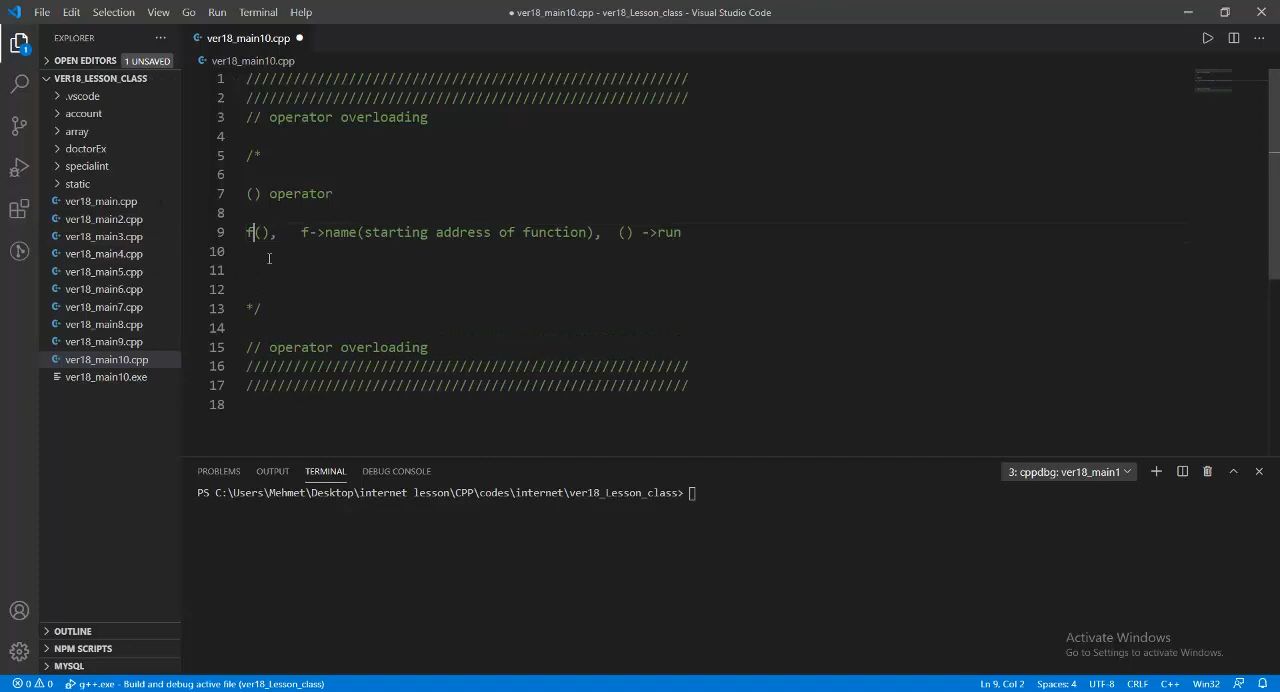 File Edit Selection View Go Run Terminal Help
● ver18_main10.cpp - ver18_Lesson_class - Visual Studio Code
EXPLORER
ver18_main10.cpp
OPEN EDITORS 1 UNSAVED
ver18_main10.cpp
VER18_LESSON_CLASS
.vscode
account
array
doctorEx
specialint
static
ver18_main.cpp
ver18_main2.cpp
ver18_main3.cpp
ver18_main4.cpp
ver18_main5.cpp
ver18_main6.cpp
ver18_main7.cpp
ver18_main8.cpp
ver18_main9.cpp
ver18_main10.cpp
ver18_main10.exe
1 /////////////////////////////////////////////////////////
2 /////////////////////////////////////////////////////////
3 // operator overloading
4
5 /*
6
7 () operator
8
9 f(),   f->name(starting address of function),  () ->run
10
11
12
13 */
14
15 // operator overloading
16 /////////////////////////////////////////////////////////
17 /////////////////////////////////////////////////////////
18
PROBLEMS OUTPUT TERMINAL DEBUG CONSOLE
3: cppdbg: ver18_main1
PS C:\Users\Mehmet\Desktop\internet lesson\CPP\codes\internet\ver18_Lesson_class>
OUTLINE
NPM SCRIPTS
MYSQL
Activate Windows
Go to Settings to activate Windows.
0 0 g++.exe - Build and debug active file (ver18_Lesson_class)
Ln 9, Col 2 Spaces: 4 UTF-8 CRLF C++ Win32